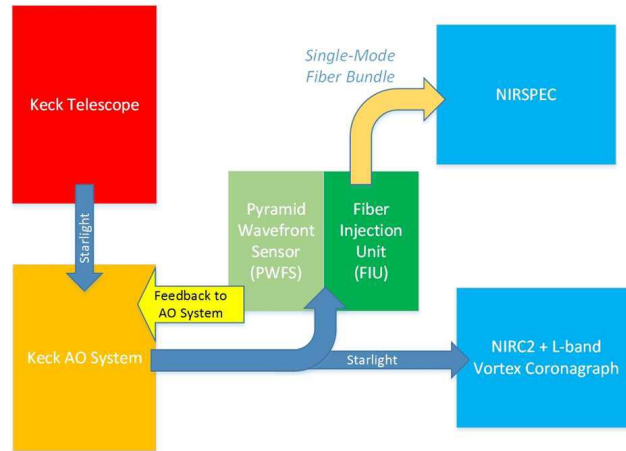 Single-Mode
Fiber Bundle
Keck Telescope
NIRSPEC
Starlight
Pyramid
Wavefront
Sensor
(PWFS)
Fiber
Injection
Unit
(FIU)
Feedback to
AO System
Keck AO System
Starlight
NIRC2 + L-band
Vortex Coronagraph